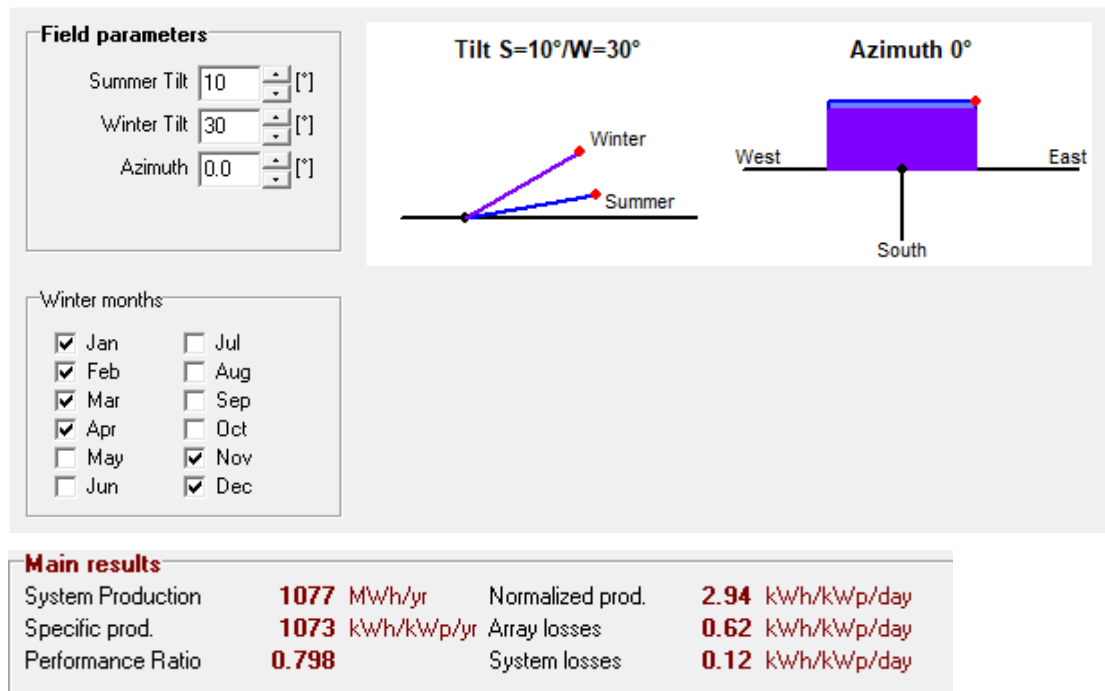 Field parameters
Summer Tilt 10 [°]
Winter Tilt 30 [°]
Azimuth 0.0 [°]
Tilt S=10°/W=30°
Winter
Summer
Azimuth 0°
West East
South
Winter months
Jan Jul
Feb Aug
Mar Sep
Apr Oct
May Nov
Jun Dec
Main results
System Production 1077 MWh/yr Normalized prod. 2.94 kWh/kWp/day
Specific prod. 1073 kWh/kWp/yr Array losses 0.62 kWh/kWp/day
Performance Ratio 0.798 System losses 0.12 kWh/kWp/day